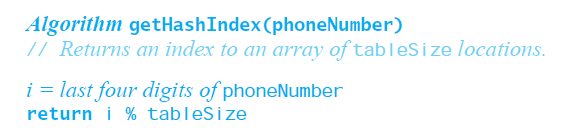 Algorithm getHashIndex(phoneNumber)
// Returns an index to an array of tableSize locations.
i = last four digits of phoneNumber
return i % tableSize